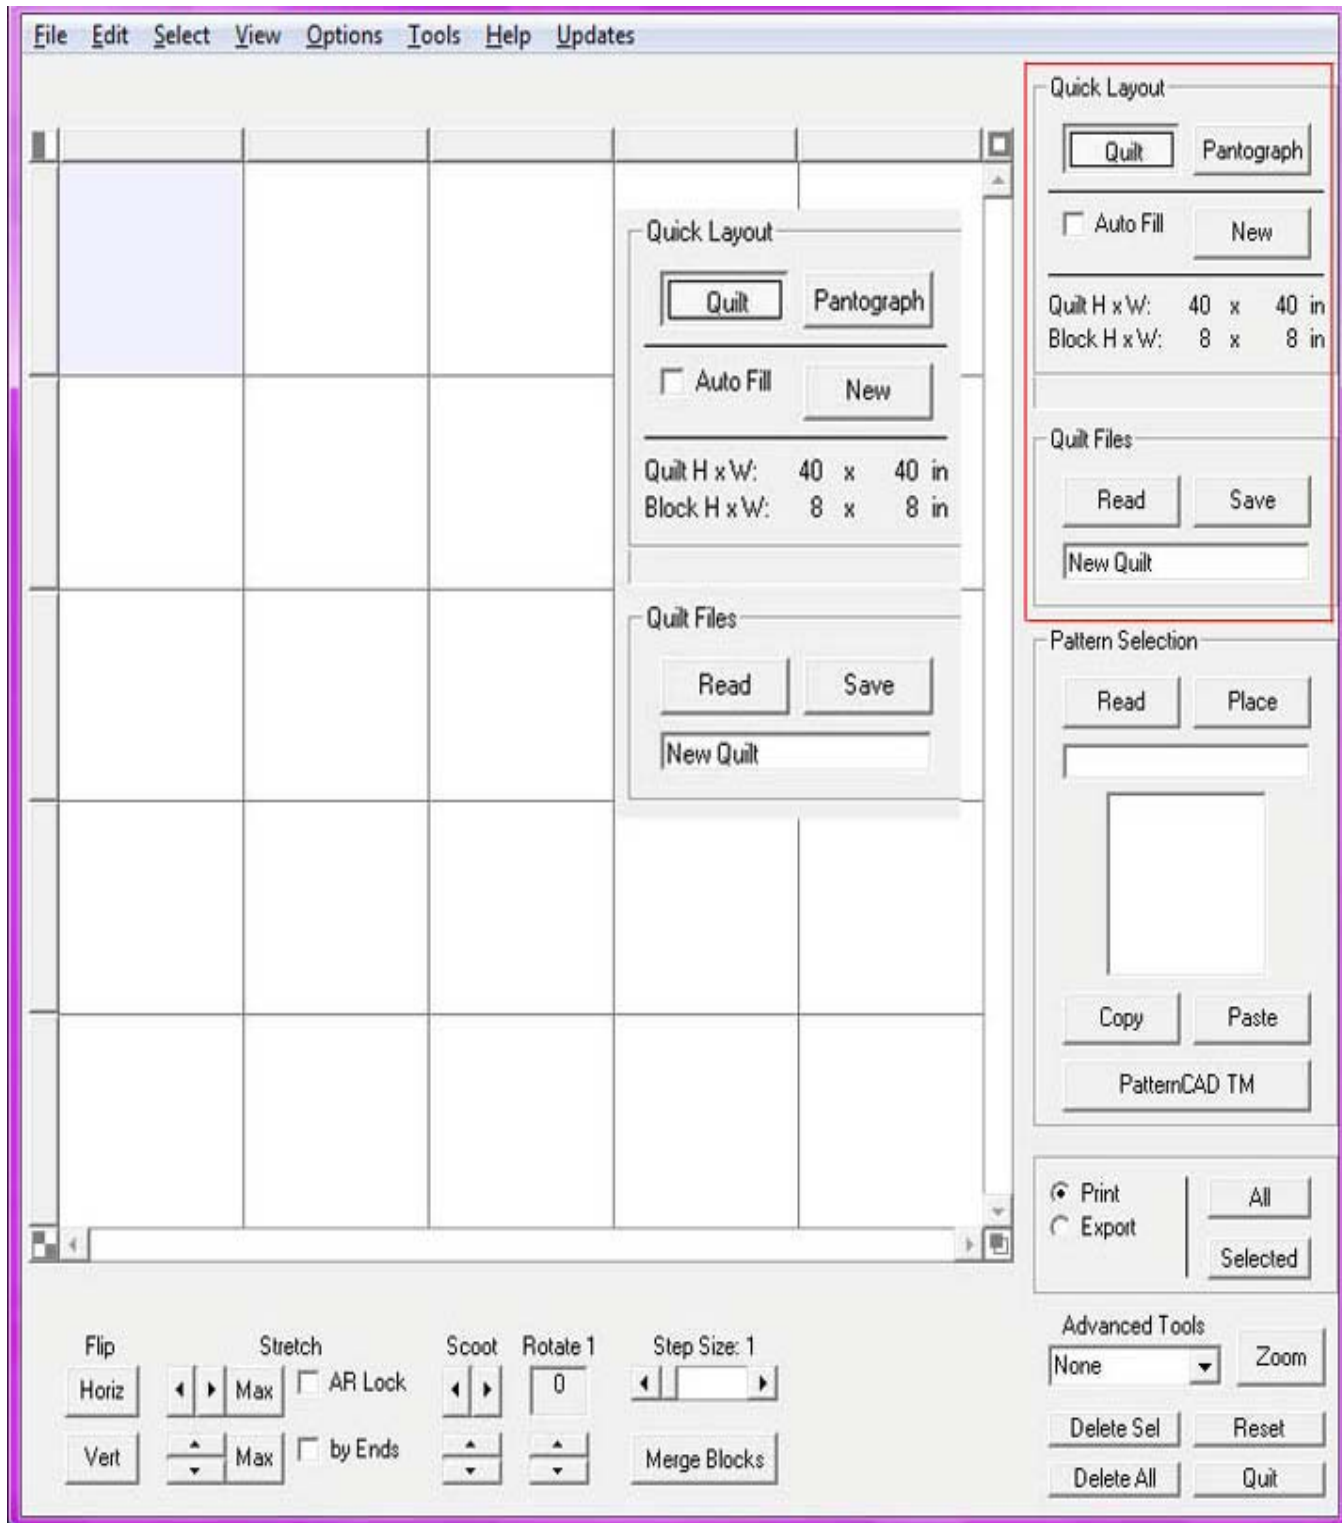 File Edit Select View Options Tools Help Updates
Quick Layout
Quilt Pantograph
Auto Fill New
Quilt H x W: 40 x 40 in
Block H x W: 8 x 8 in
Quilt Files
Read Save
New Quilt
Quick Layout
Quilt Pantograph
Auto Fill New
Quilt H x W: 40 x 40 in
Block H x W: 8 x 8 in
Quilt Files
Read Save
New Quilt
Pattern Selection
Read Place
Copy Paste
PatternCAD TM
Print All
Export
Selected
Flip Stretch Scoot Rotate 1 Step Size: 1
Horiz Max AR Lock 0
Vert Max by Ends Merge Blocks
Advanced Tools
None Zoom
Delete Sel Reset
Delete All Quit